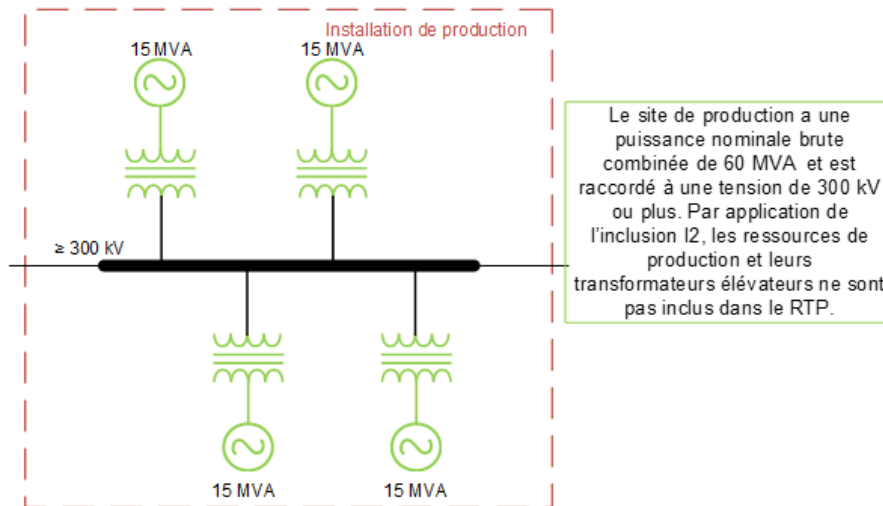 Installation de production
15 MVA
15 MVA
≥ 300 kV
15 MVA
15 MVA
Le site de production a une
puissance nominale brute
combinée de 60 MVA et est
raccordé à une tension de 300 kV
ou plus. Par application de
l'inclusion I2, les ressources de
production et leurs
transformateurs élévateurs ne sont
pas inclus dans le RTP.